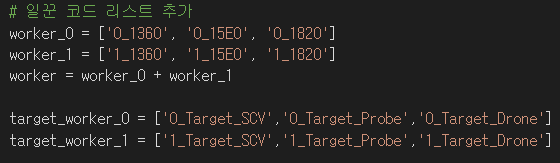 # 일꾼 코드 리스트 추가
worker_0 = ['0_1360', '0_15E0', '0_1820']
worker_1 = ['1_1360', '1_15E0', '1_1820']
worker = worker_0 + worker_1
target_worker_0 = ['0_Target_SCV','0_Target_Probe','0_Target_Drone']
target_worker_1 = ['1_Target_SCV','1_Target_Probe','1_Target_Drone']